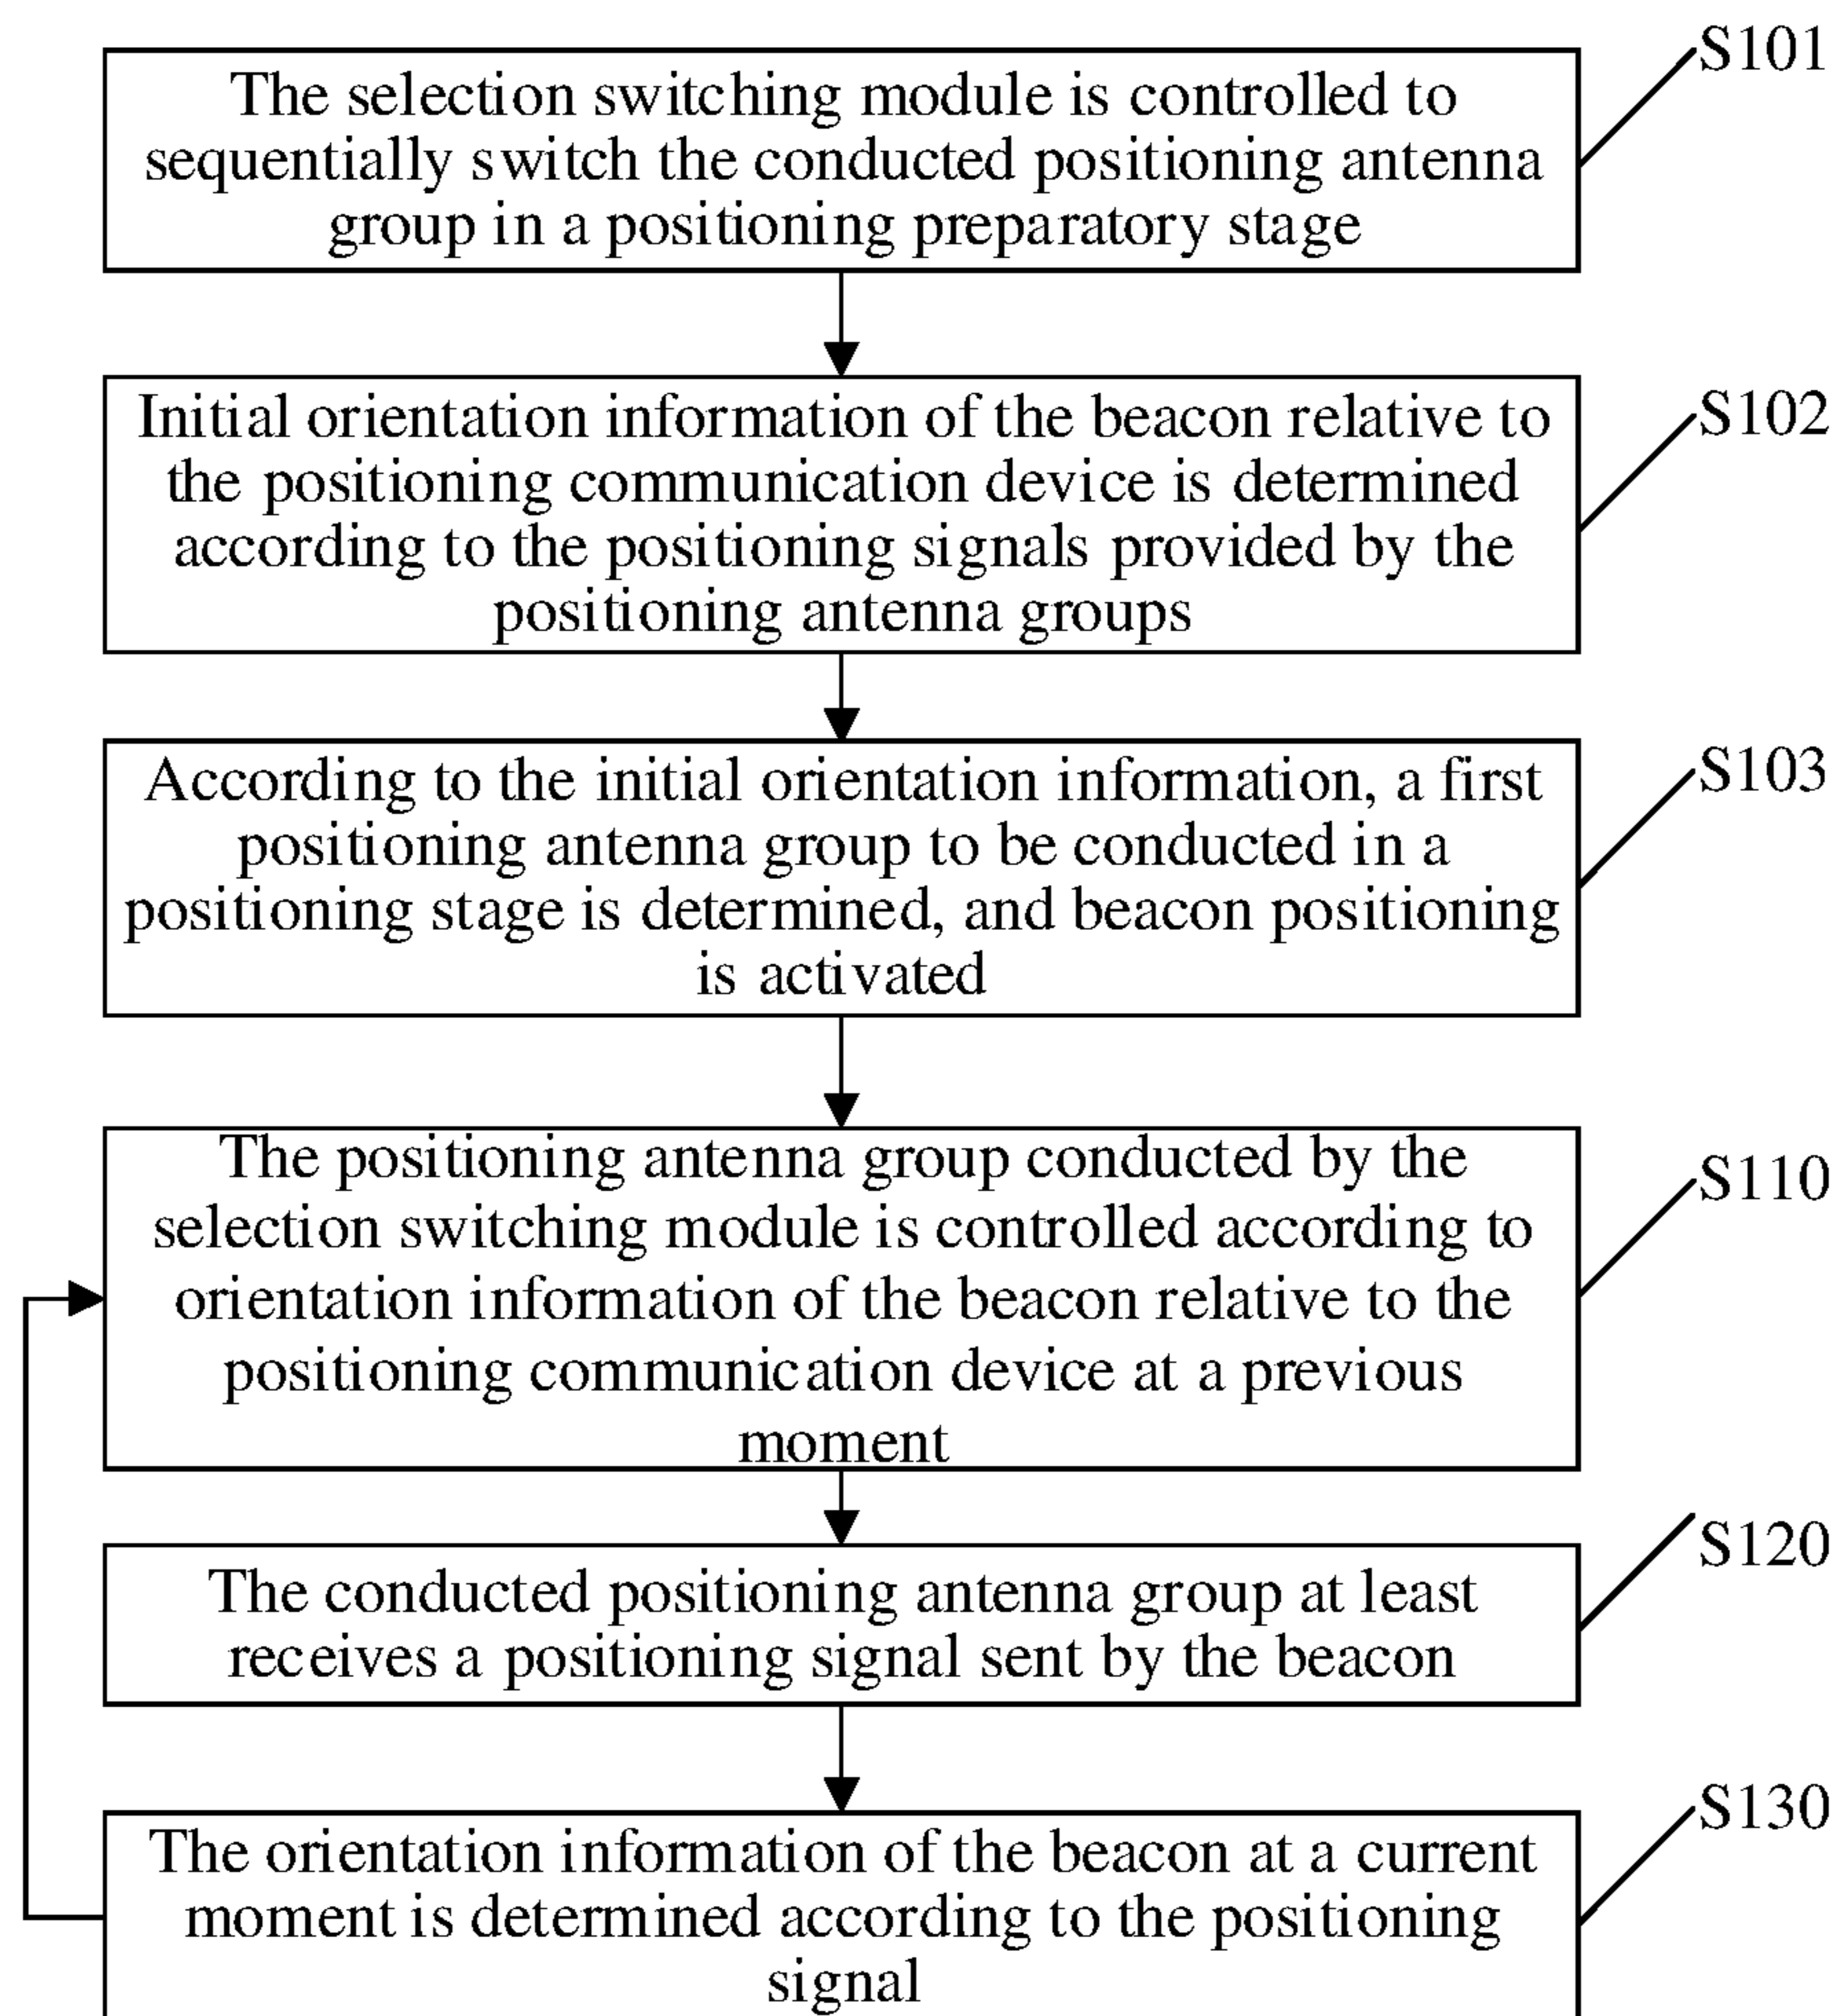 S101
The selection switching module is controlled to
sequentially switch the conducted positioning antenna
group in a positioning preparatory stage
S102
Initial orientation information of the beacon relative to
the positioning communication device is determined
according to the positioning signals provided by the
positioning antenna groups
S103
According to the initial orientation information, a first
positioning antenna group to be conducted in a
positioning stage is determined, and beacon positioning
is activated
S110
The positioning antenna group conducted by the
selection switching module is controlled according to
orientation information of the beacon relative to the
positioning communication device at a previous
moment
S120
The conducted positioning antenna group at least
receives a positioning signal sent by the beacon
S130
The orientation information of the beacon at a current
moment is determined according to the positioning
signal